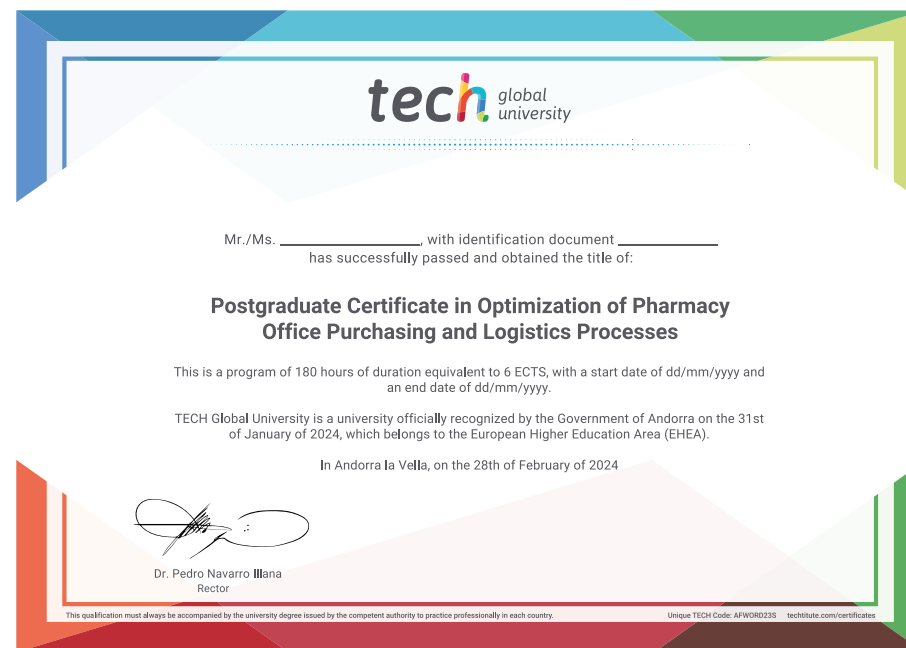 tech global
university
Mr./Ms. ________________, with identification document ____________
has successfully passed and obtained the title of:
Postgraduate Certificate in Optimization of Pharmacy
Office Purchasing and Logistics Processes
This is a program of 180 hours of duration equivalent to 6 ECTS, with a start date of dd/mm/yyyy and
an end date of dd/mm/yyyy.
TECH Global University is a university officially recognized by the Government of Andorra on the 31st
of January of 2024, which belongs to the European Higher Education Area (EHEA).
In Andorra la Vella, on the 28th of February of 2024
Dr. Pedro Navarro Illana
Rector
This qualification must always be accompanied by the university degree issued by the competent authority to practice professionally in each country. Unique TECH Code: AFWORD23S techtitute.com/certificates